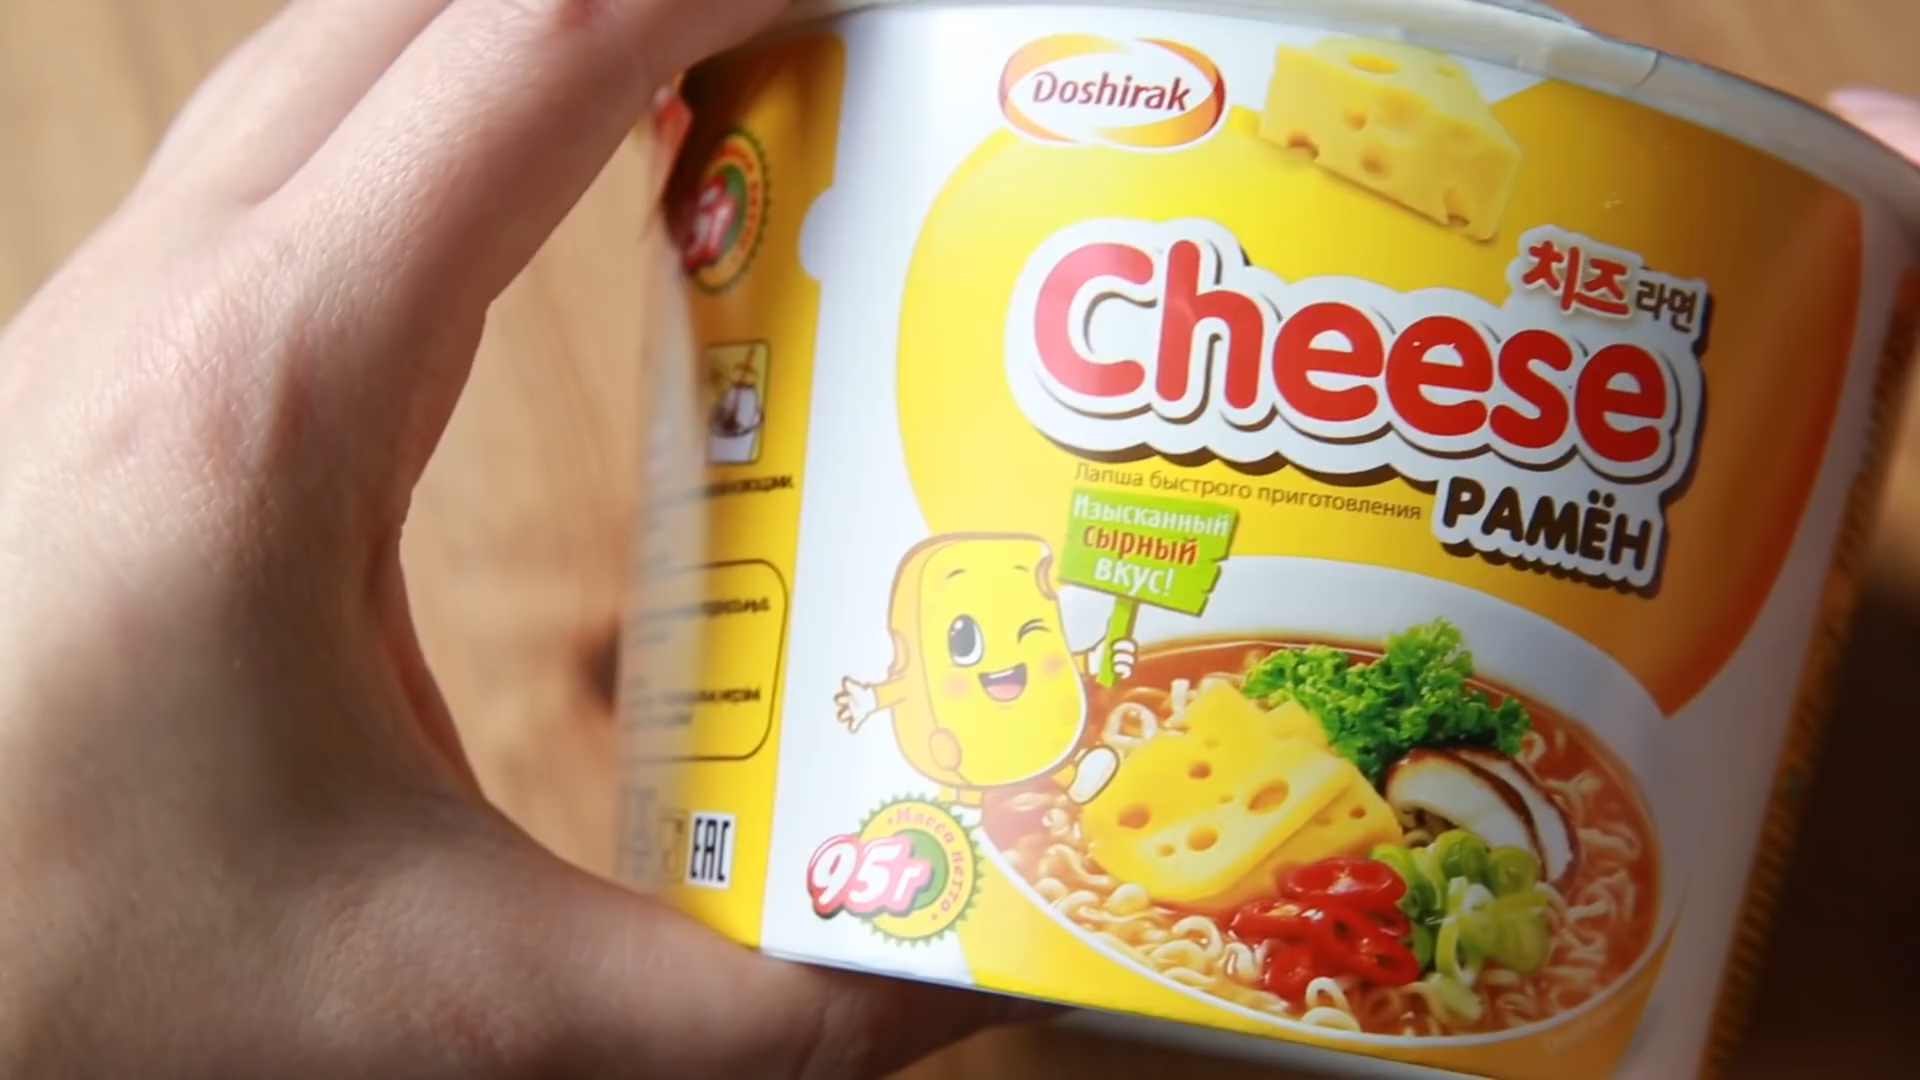 Doshirak
치즈라면
Cheese
РАМЁН
Лапша быстрого приготовления
Изысканный
сырный
вкус!
Масса нетто
95г
EAC